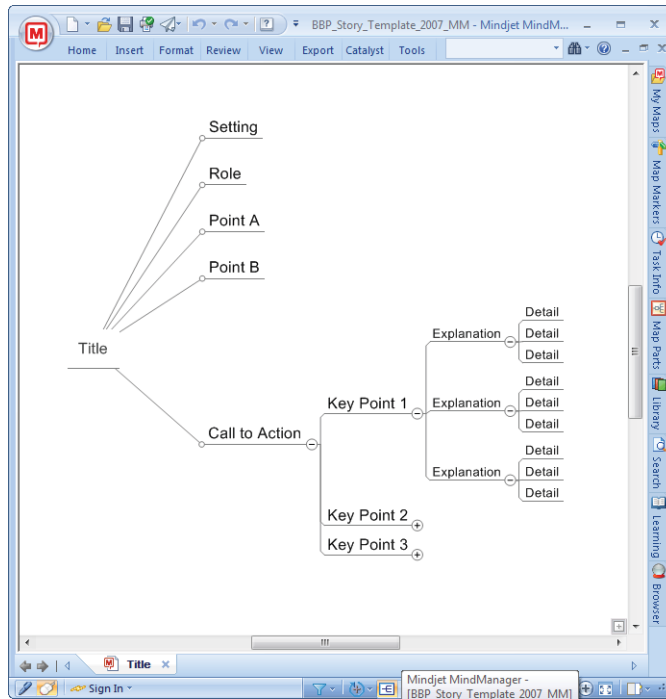 BBP_Story_Template_2007_MM - Mindjet MindM...
Home Insert Format Review View Export Catalyst Tools
Setting
Role
Point A
Point B
Title
Call to Action
Key Point 1
Explanation
Detail
Detail
Detail
Explanation
Detail
Detail
Detail
Explanation
Detail
Detail
Detail
Key Point 2
Key Point 3
My Maps
Map Markers
Task Info
Map Parts
Library
Search
Learning
Browser
Title
Sign In
Mindjet MindManager -
[BBP_Story_Template_2007_MM]